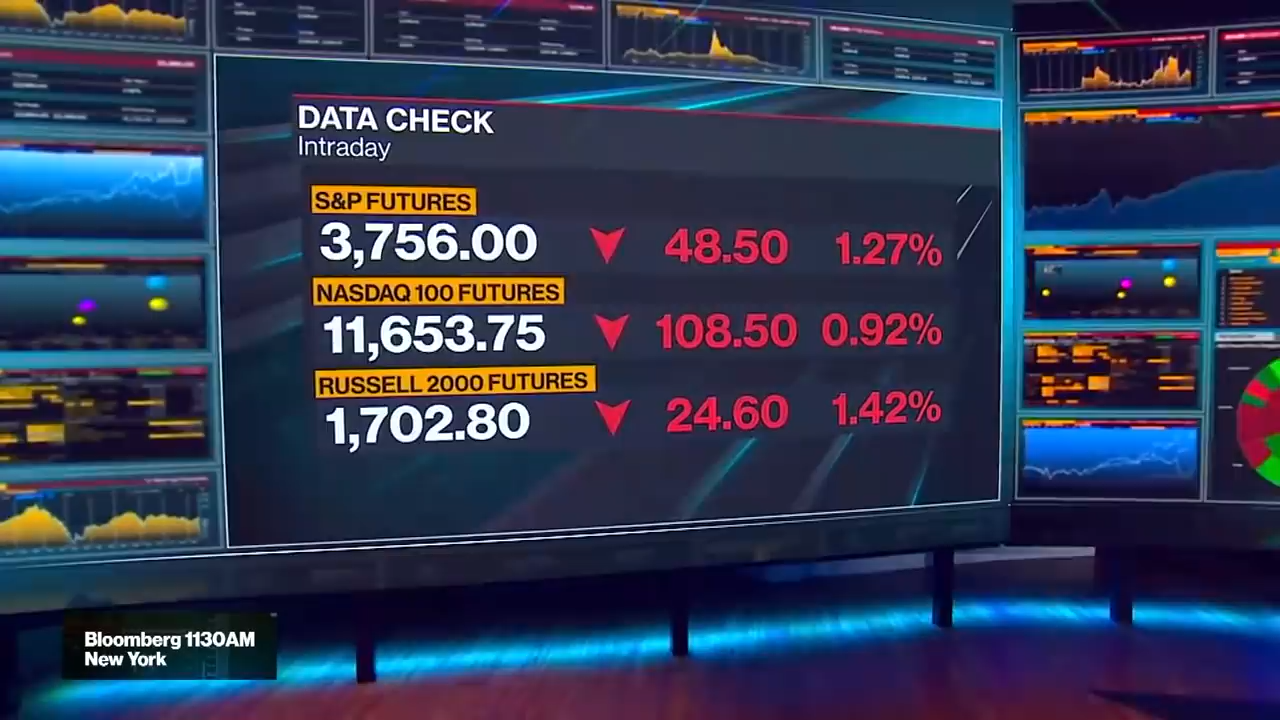 DATA CHECK
Intraday
S&P FUTURES
3,756.00 48.50 1.27%
NASDAQ 100 FUTURES
11,653.75 108.50 0.92%
RUSSELL 2000 FUTURES
1,702.80 24.60 1.42%
Bloomberg 1130AM
New York